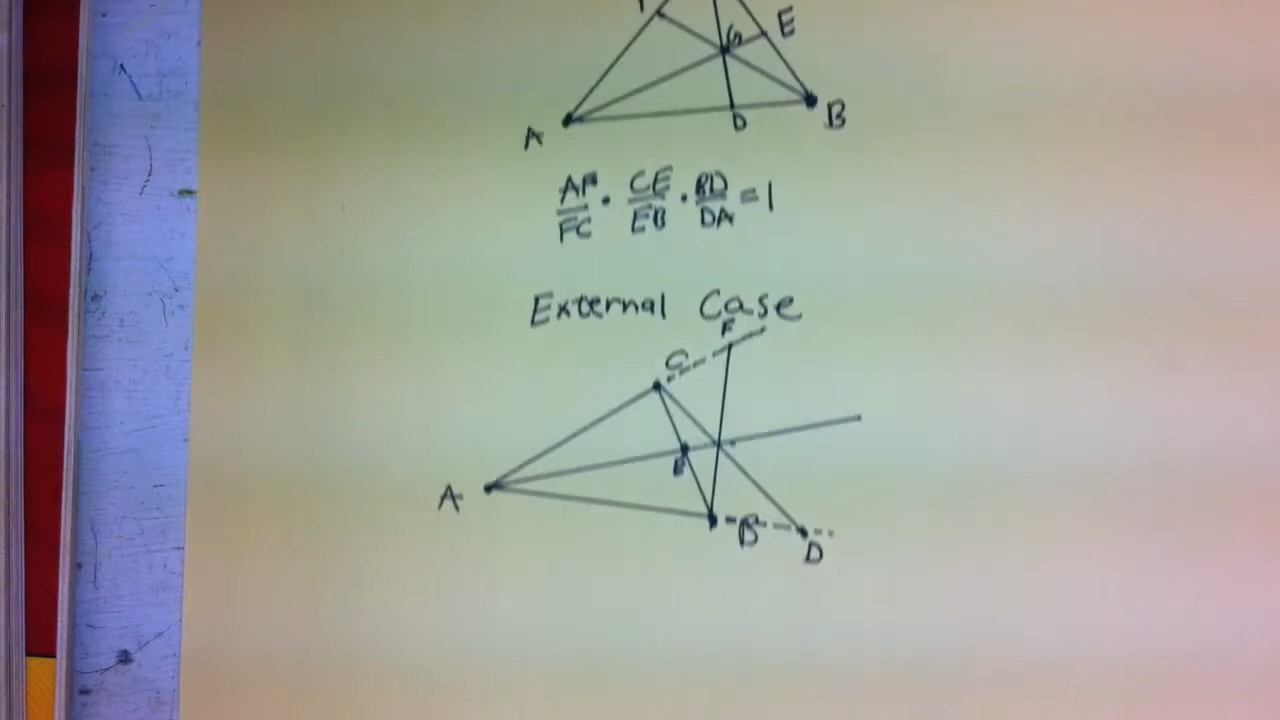 G E
A D B
AF/FC · CE/EB · BD/DA = 1
External Case
F
C
E
A
B
D